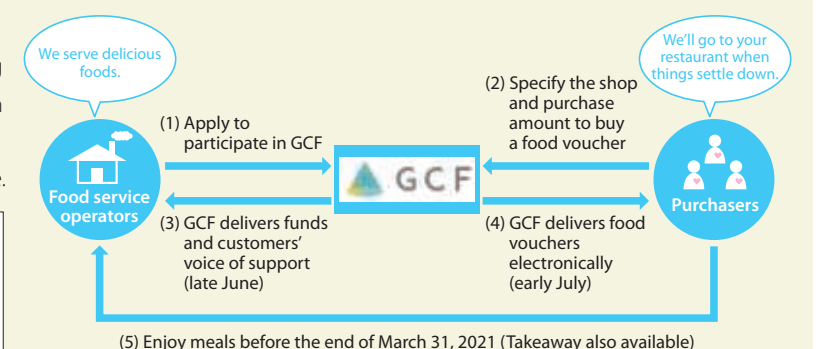 We serve delicious
foods.
We'll go to your
restaurant when
things settle down.
(1) Apply to
participate in GCF
(2) Specify the shop
and purchase
amount to buy
a food voucher
GCF
Food service
operators
Purchasers
(3) GCF delivers funds
and customers'
voice of support
(late June)
(4) GCF delivers food
vouchers
electronically
(early July)
(5) Enjoy meals before the end of March 31, 2021 (Takeaway also available)